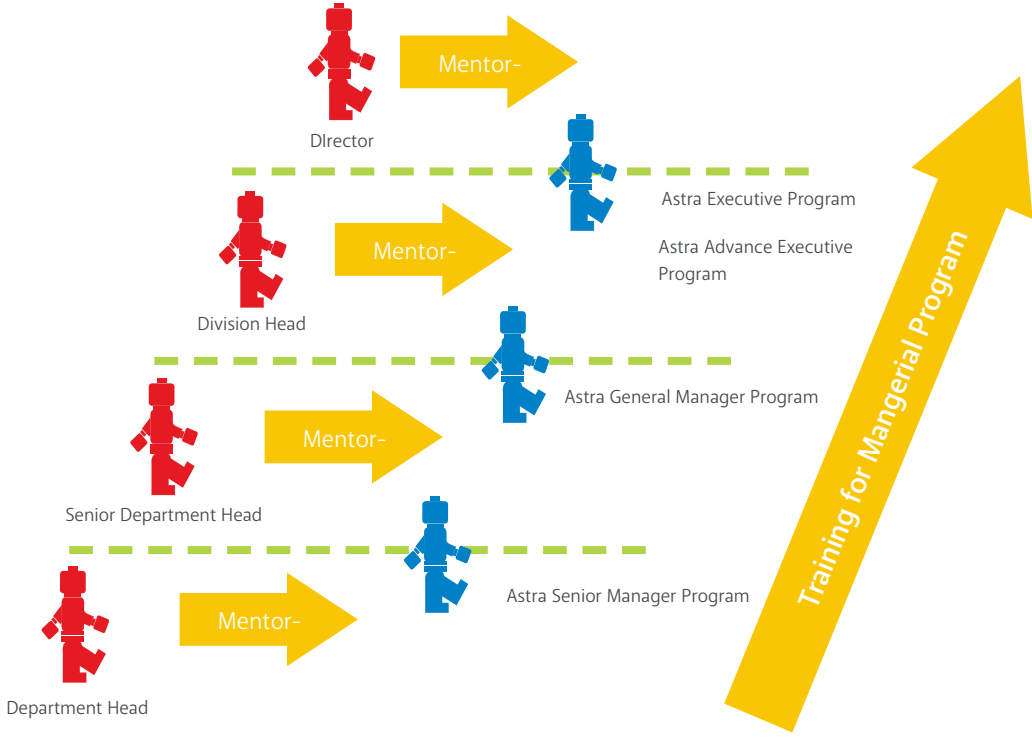 Mentor-
DIrector
Astra Executive Program
Mentor-
Astra Advance Executive
Program
Division Head
Astra General Manager Program
Mentor-
Senior Department Head
Astra Senior Manager Program
Mentor-
Department Head
Training for Mangerial Program